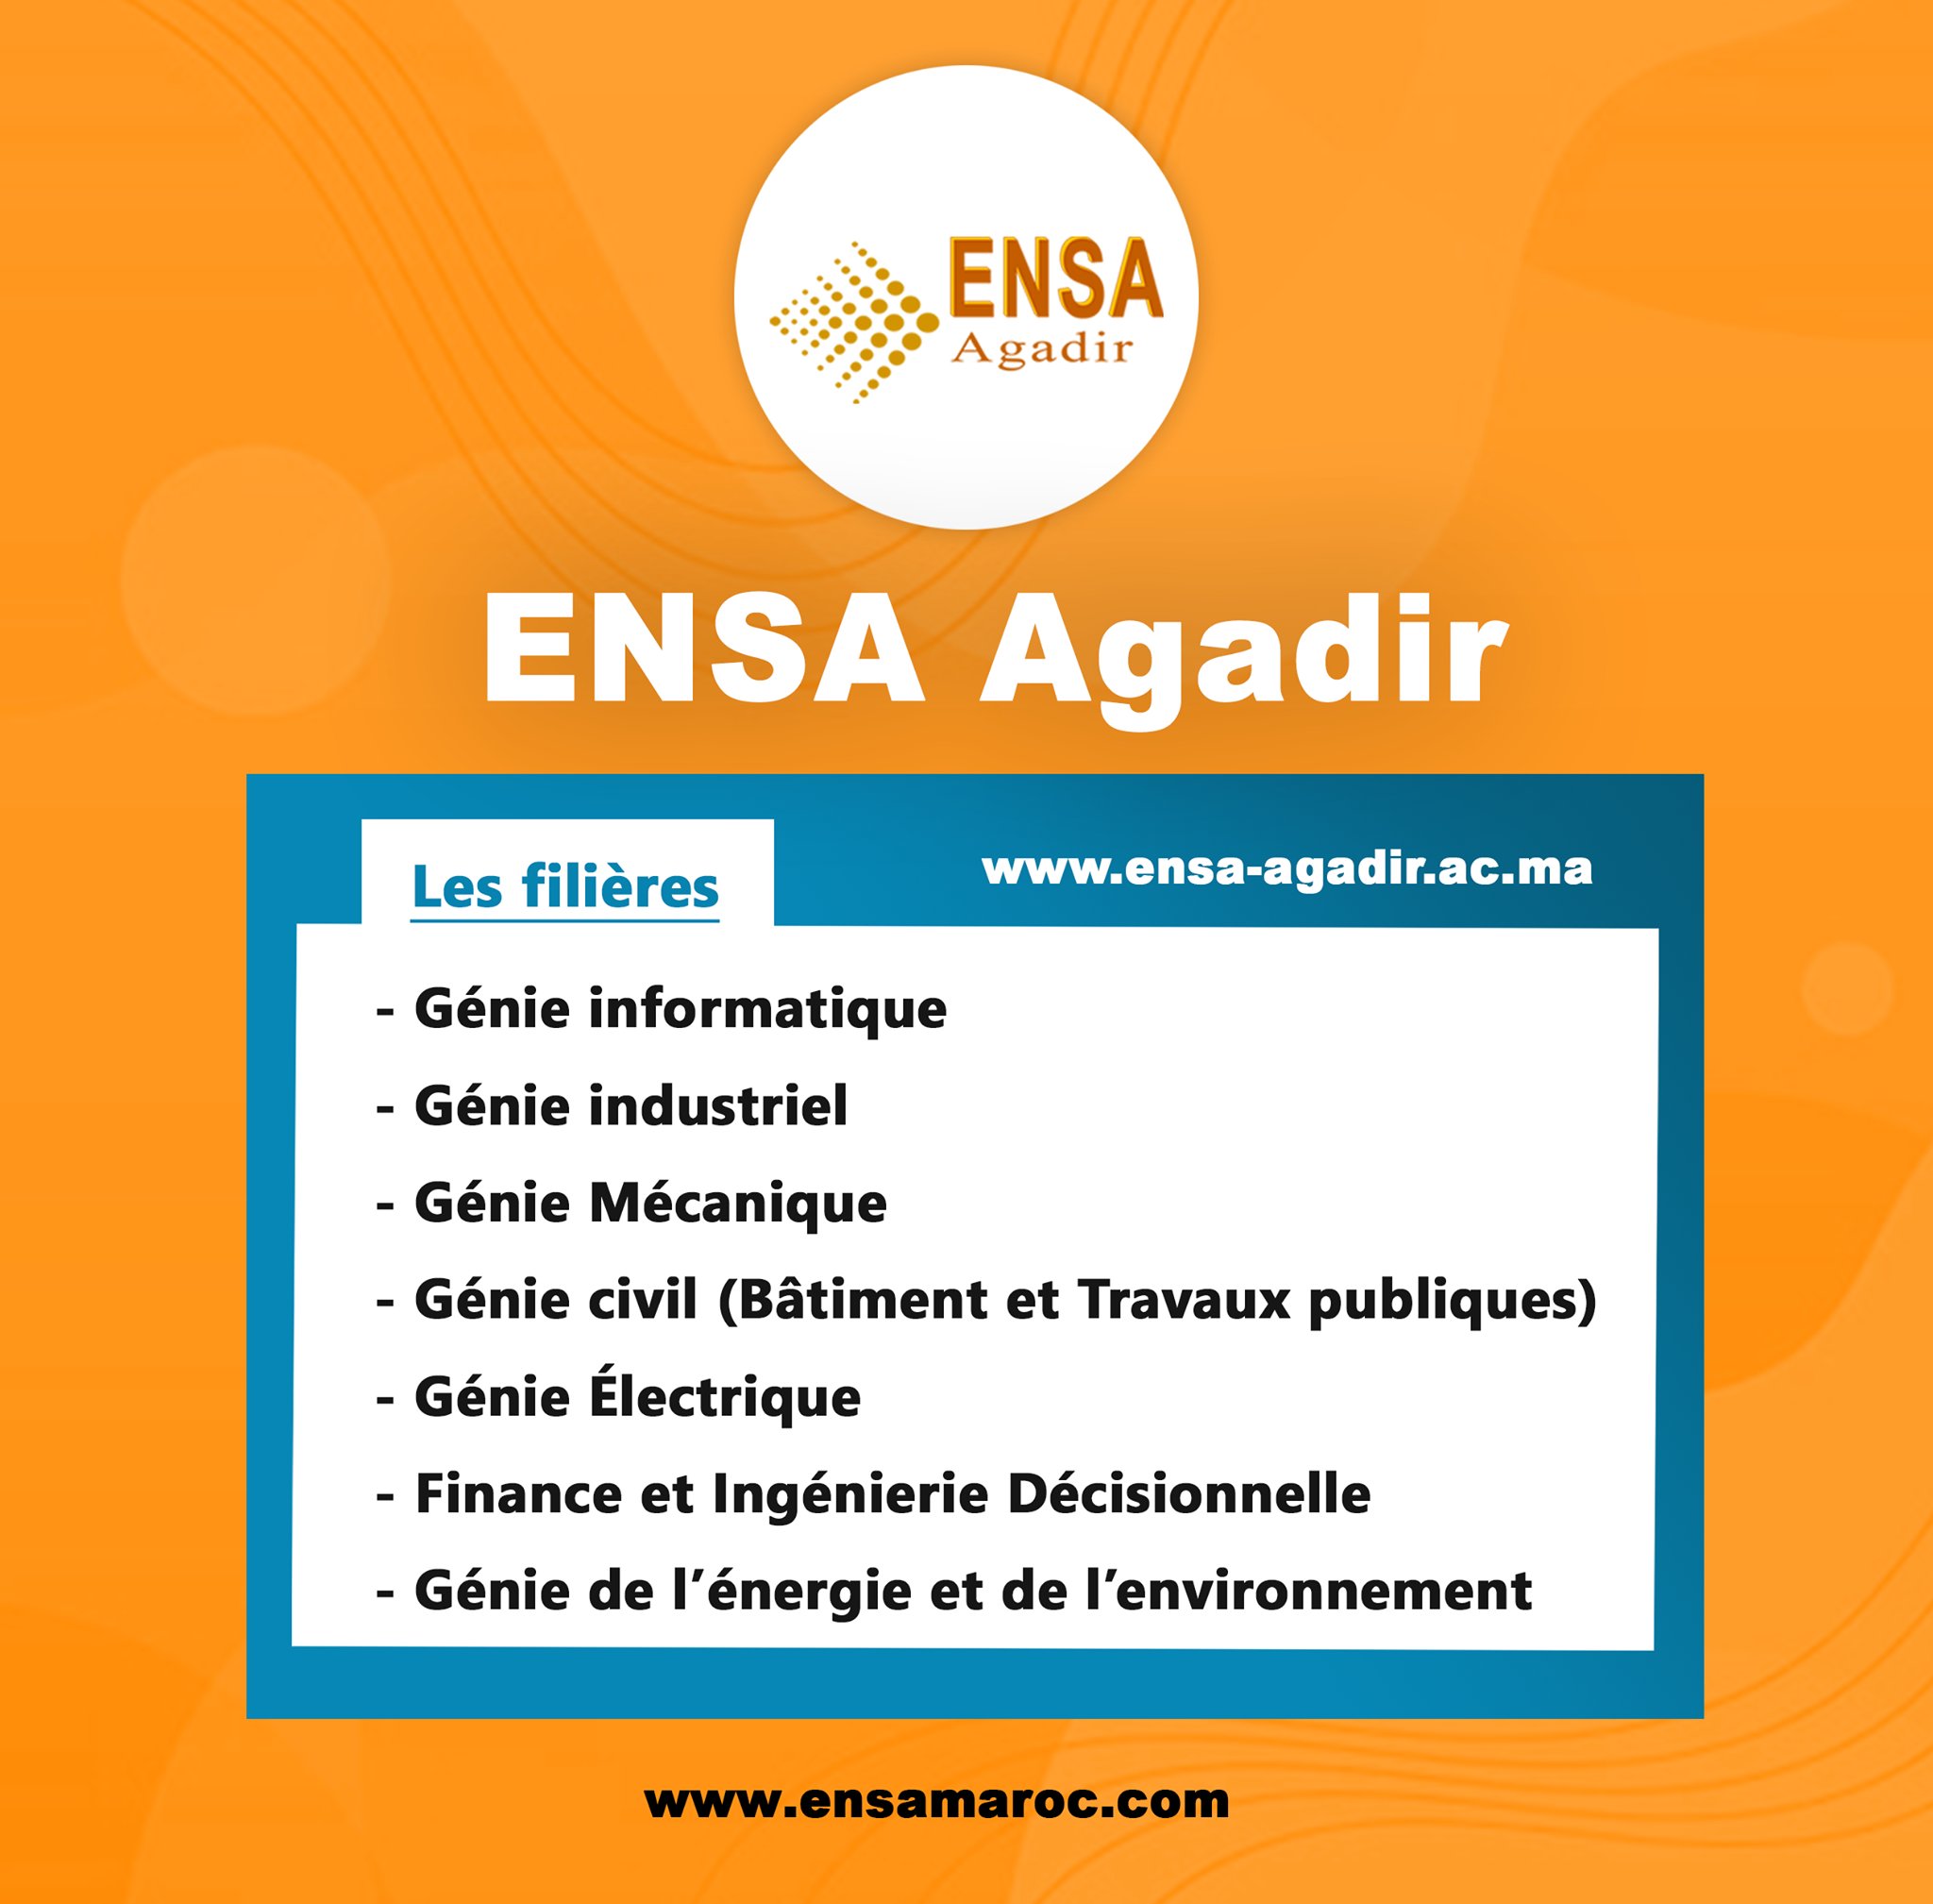 ENSA
Agadir
ENSA Agadir
Les filières
www.ensa-agadir.ac.ma
- Génie informatique
- Génie industriel
- Génie Mécanique
- Génie civil (Bâtiment et Travaux publiques)
- Génie Électrique
- Finance et Ingénierie Décisionnelle
- Génie de l’énergie et de l’environnement
www.ensamaroc.com